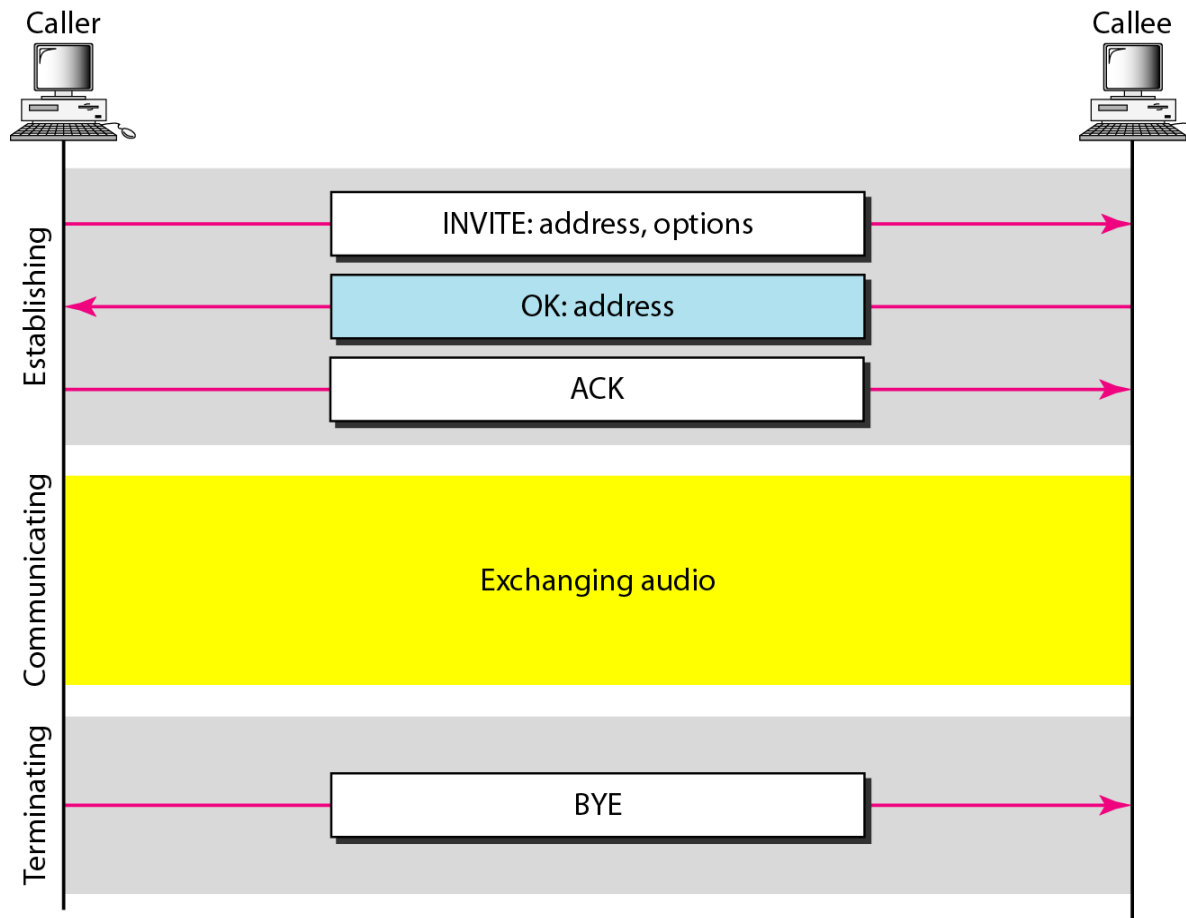 Caller
Callee
Establishing
INVITE: address, options
OK: address
ACK
Communicating
Exchanging audio
Terminating
BYE